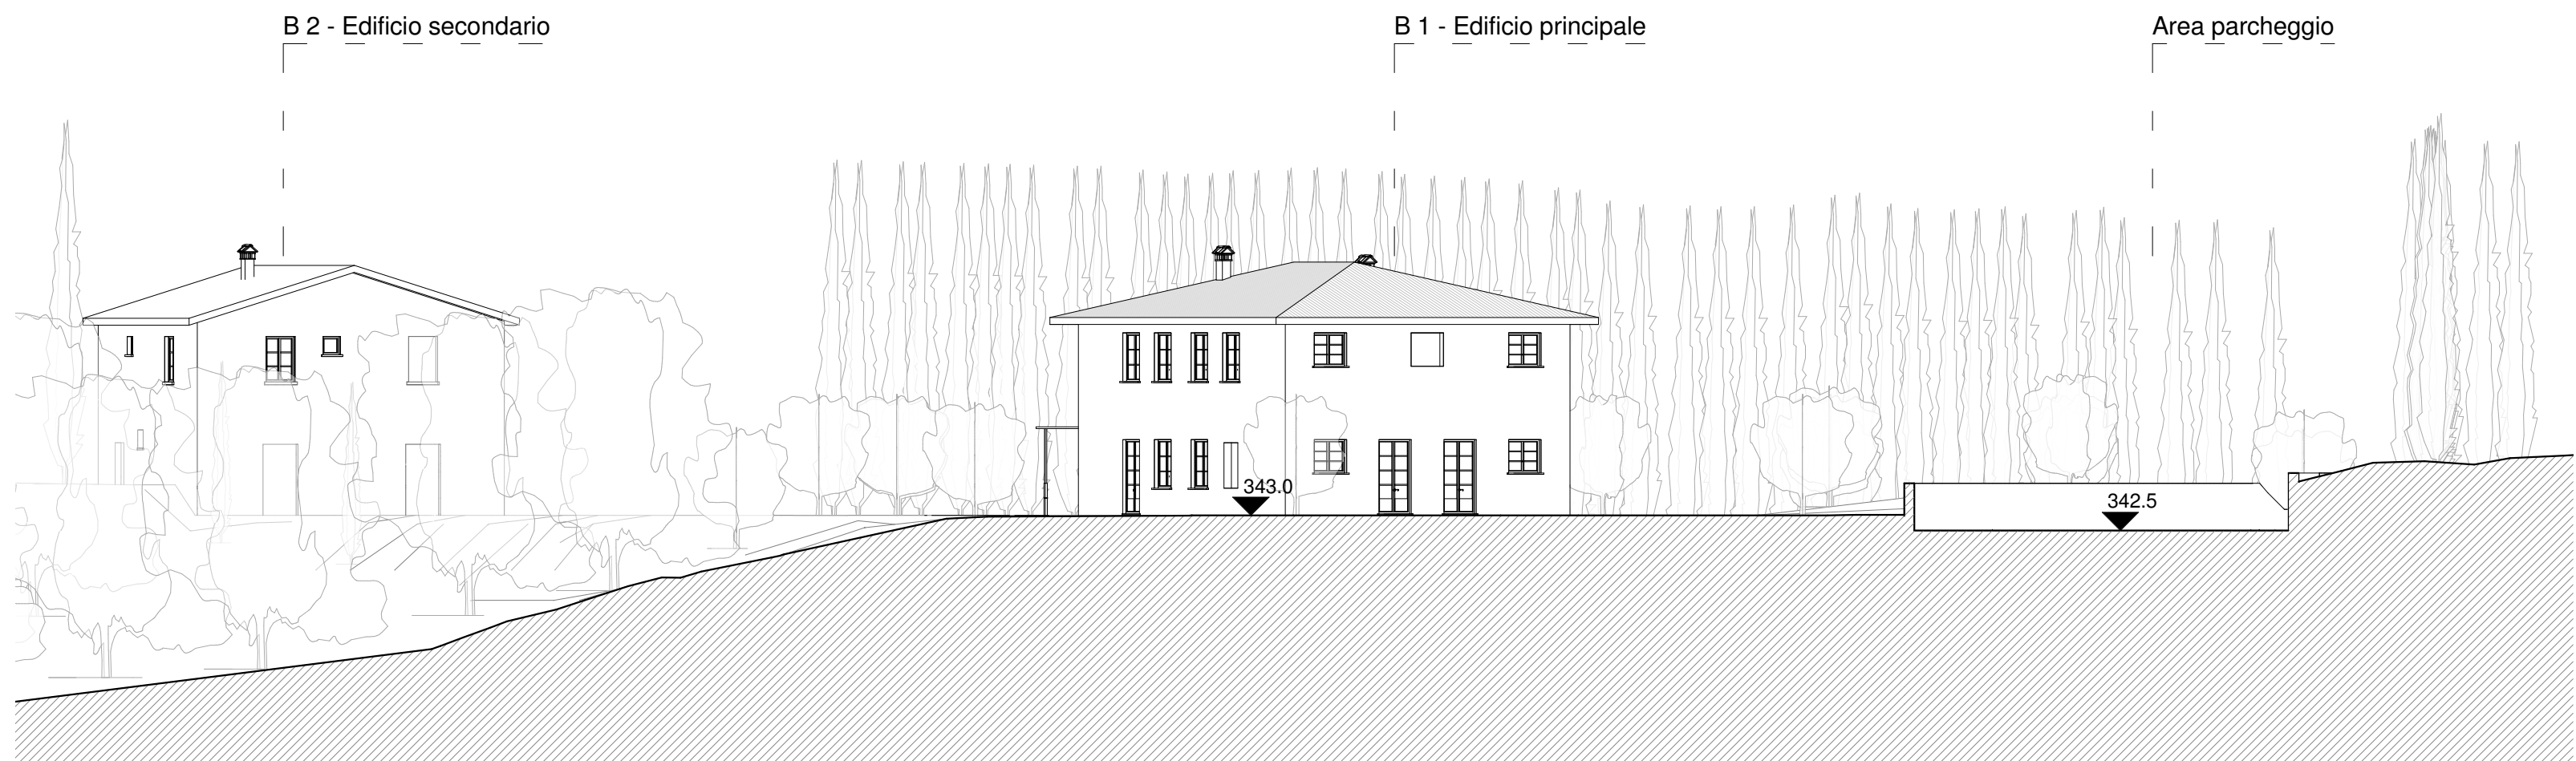 B 2 - Edificio secondario
B 1 - Edificio principale
Area parcheggio
343.0
342.5